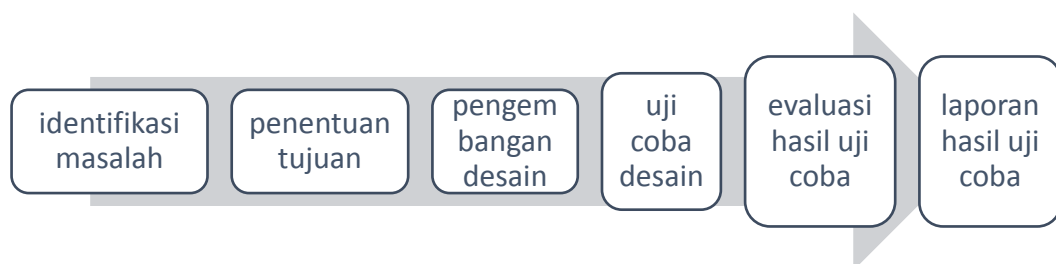 identifikasi
masalah
penentuan
tujuan
pengem
bangan
desain
uji
coba
desain
evaluasi
hasil uji
coba
laporan
hasil uji
coba